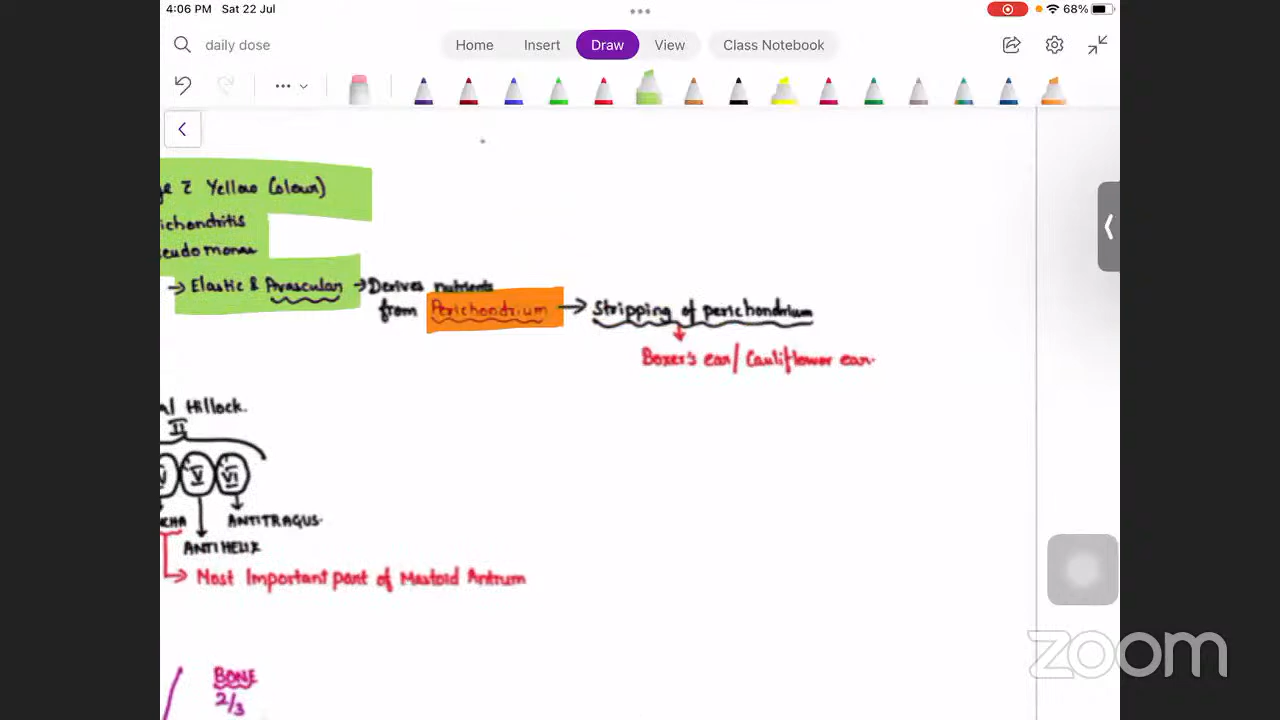 4:06 PM Sat 22 Jul
68%
daily dose
Home Insert Draw View Class Notebook
ge c̄ Yellow Colour)
ichondritis
eudomonas
→ Elastic & Avascular → Derives nutrients
from Perichondrium → Stripping of perichondrium
Boxer's ear/ Cauliflower ear.
al Hillock.
II
V VI
CHA ANTITRAGUS.
ANTIHELIX
→ Most Important part of Mastoid Antrum
BONE
2/3
zoom